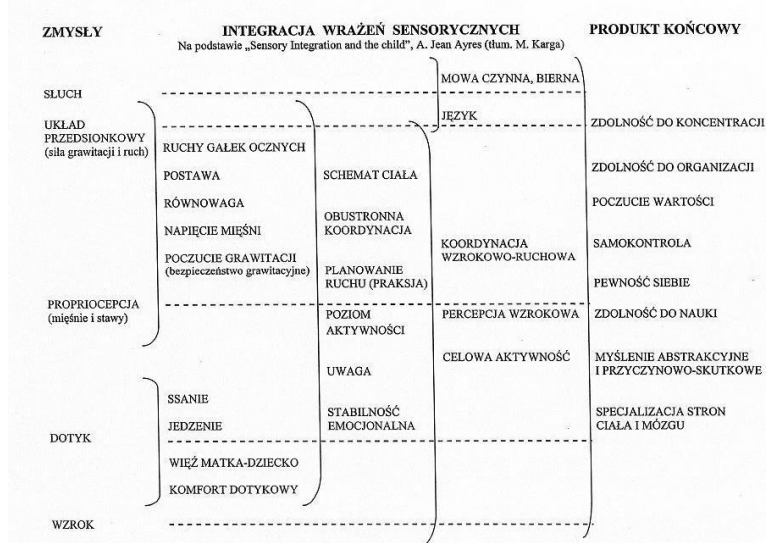 ZMYSŁY
INTEGRACJA WRAŻEŃ SENSORYCZNYCH
Na podstawie „Sensory Integration and the child”, A. Jean Ayres (tłum. M. Karga)
PRODUKT KOŃCOWY
SŁUCH
UKŁAD
PRZEDSIONKOWY
(siła grawitacji i ruch)
PROPRIOCEPCJA
(mięśnie i stawy)
DOTYK
WZROK
RUCHY GAŁEK OCZNYCH
POSTAWA
RÓWNOWAGA
NAPIĘCIE MIĘŚNI
POCZUCIE GRAWITACJI
(bezpieczeństwo grawitacyjne)
SSANIE
JEDZENIE
WIĘŹ MATKA-DZIECKO
KOMFORT DOTYKOWY
SCHEMAT CIAŁA
OBUSTRONNA
KOORDYNACJA
PLANOWANIE
RUCHU (PRAKSJA)
POZIOM
AKTYWNOŚCI
UWAGA
STABILNOŚĆ
EMOCJONALNA
MOWA CZYNNA, BIERNA
JĘZYK
KOORDYNACJA
WZROKOWO-RUCHOWA
PERCEPCJA WZROKOWA
CELOWA AKTYWNOŚĆ
ZDOLNOŚĆ DO KONCENTRACJI
ZDOLNOŚĆ DO ORGANIZACJI
POCZUCIE WARTOŚCI
SAMOKONTROLA
PEWNOŚĆ SIEBIE
ZDOLNOŚĆ DO NAUKI
MYŚLENIE ABSTRAKCYJNE
I PRZYCZYNOWO-SKUTKOWE
SPECJALIZACJA STRON
CIAŁA I MÓZGU